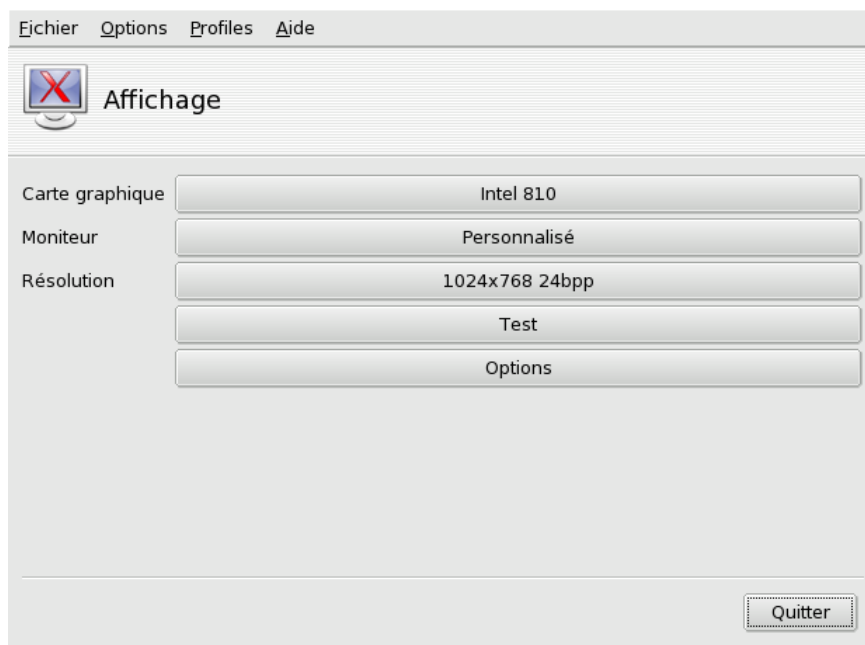 Fichier Options Profiles Aide
Affichage
Carte graphique Intel 810
Moniteur Personnalisé
Résolution 1024x768 24bpp
Test
Options
Quitter